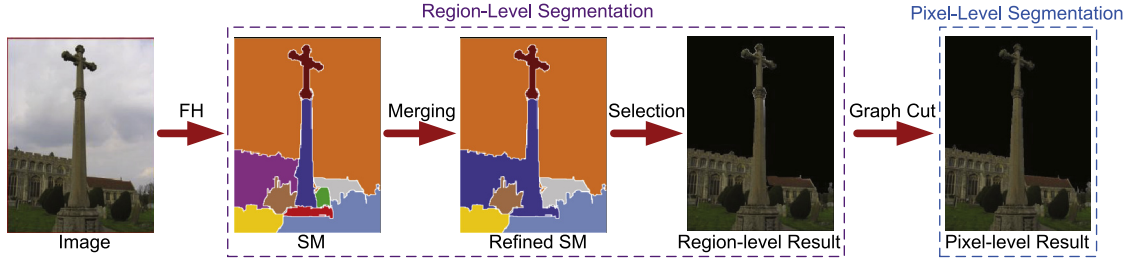 Region-Level Segmentation
Pixel-Level Segmentation
FH
Merging
Selection
Graph Cut
Image
SM
Refined SM
Region-level Result
Pixel-level Result